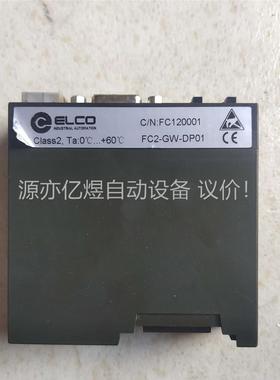 ELCO
INDUSTRIAL AUTOMATION
C/N:FC120001
Class2, Ta:0℃...+60℃
FC2-GW-DP01
CE
源亦亿煜自动设备 议价！